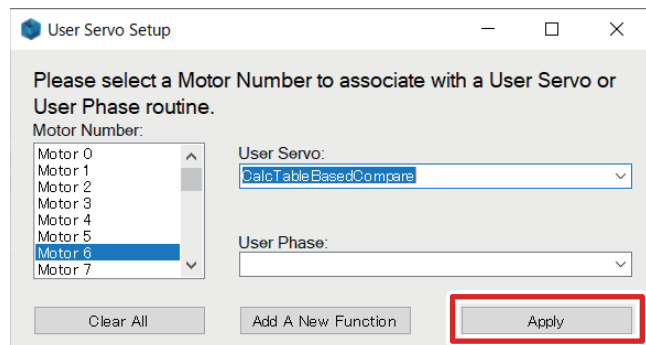 User Servo Setup
Please select a Motor Number to associate with a User Servo or
User Phase routine.
Motor Number:
Motor 0
Motor 1
Motor 2
Motor 3
Motor 4
Motor 5
Motor 6
Motor 7
User Servo:
CalcTableBasedCompare
User Phase:
Clear All
Add A New Function
Apply